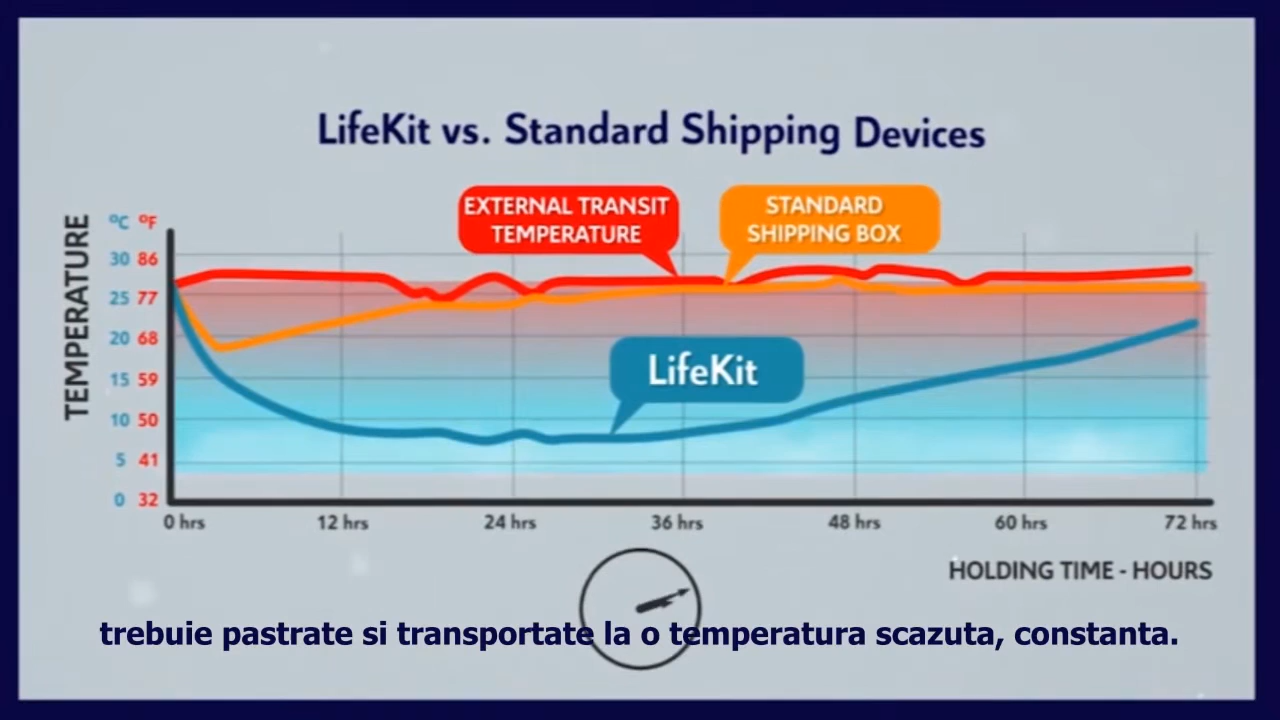 LifeKit vs. Standard Shipping Devices
EXTERNAL TRANSIT
TEMPERATURE
STANDARD
SHIPPING BOX
TEMPERATURE
ºC ºF
30 86
25 77
20 68
15 59
10 50
5 41
0 32
LifeKit
0 hrs 12 hrs 24 hrs 36 hrs 48 hrs 60 hrs 72 hrs
HOLDING TIME - HOURS
trebuie pastrate si transportate la o temperatura scazuta, constanta.